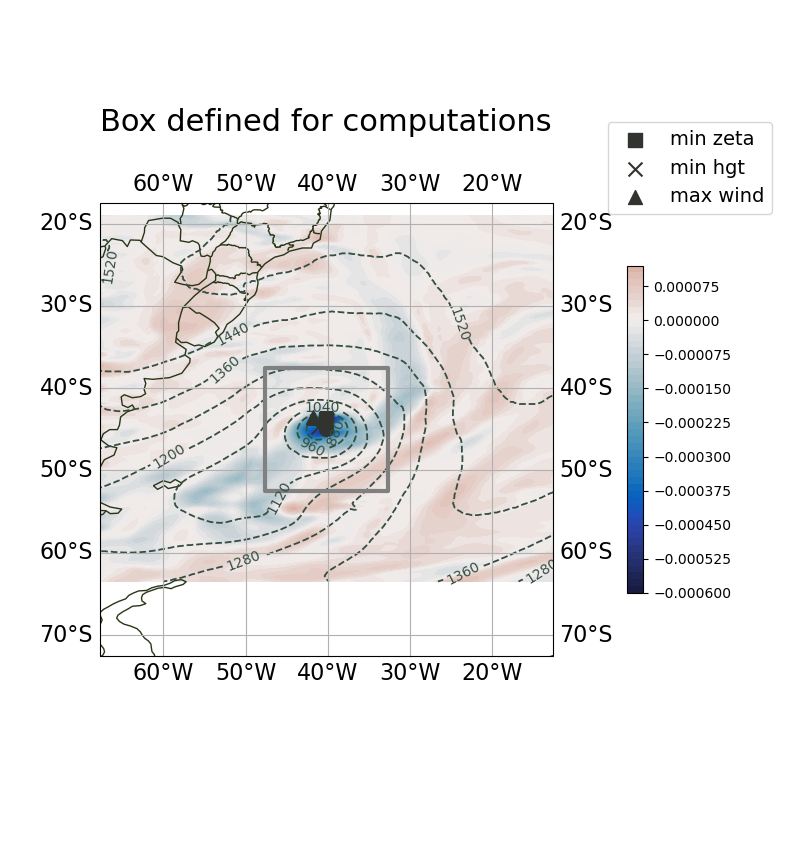 Box defined for computations
min zeta
min hgt
max wind
60°W 50°W 40°W 30°W 20°W
20°S 20°S
30°S 30°S
40°S 40°S
50°S 50°S
60°S 60°S
70°S 70°S
60°W 50°W 40°W 30°W 20°W
1520
1440
1520
1360
1040
960
1200
1120
1280
1360
1280
0.000075
0.000000
−0.000075
−0.000150
−0.000225
−0.000300
−0.000375
−0.000450
−0.000525
−0.000600